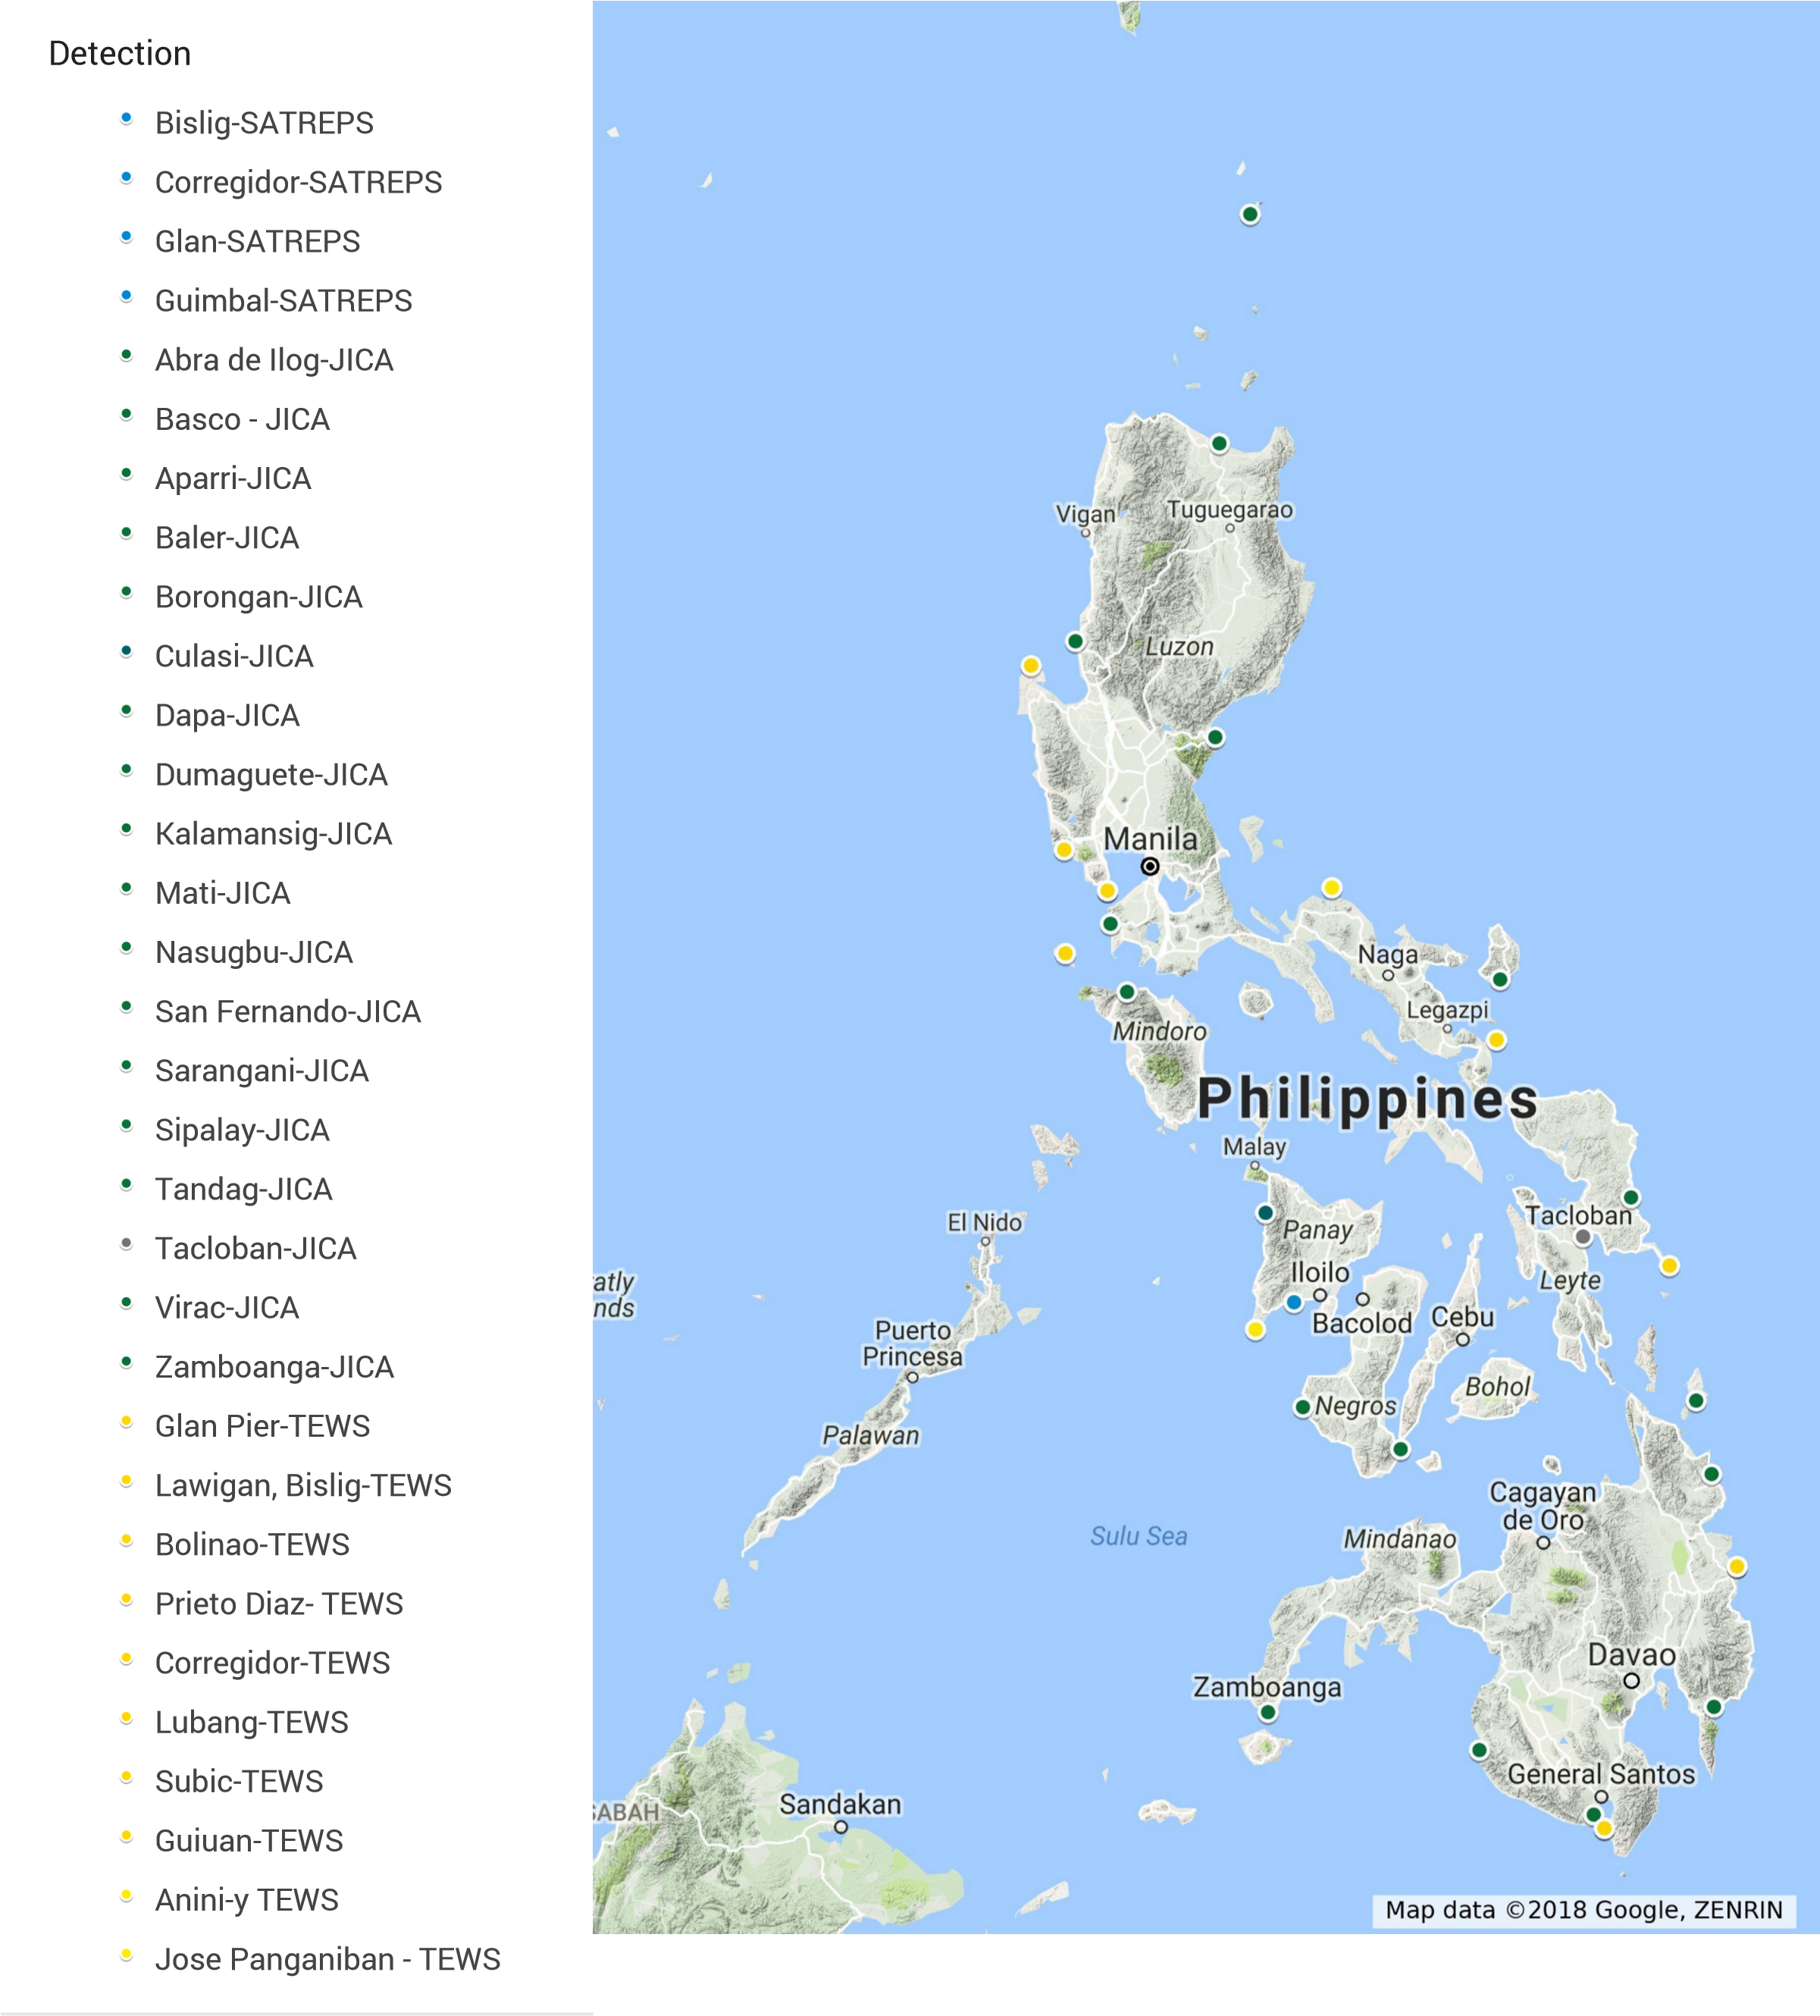 Detection
Bislig-SATREPS
Corregidor-SATREPS
Glan-SATREPS
Guimbal-SATREPS
Abra de Ilog-JICA
Basco - JICA
Aparri-JICA
Baler-JICA
Borongan-JICA
Culasi-JICA
Dapa-JICA
Dumaguete-JICA
Kalamansig-JICA
Mati-JICA
Nasugbu-JICA
San Fernando-JICA
Sarangani-JICA
Sipalay-JICA
Tandag-JICA
Tacloban-JICA
Virac-JICA
Zamboanga-JICA
Glan Pier-TEWS
Lawigan, Bislig-TEWS
Bolinao-TEWS
Prieto Diaz- TEWS
Corregidor-TEWS
Lubang-TEWS
Subic-TEWS
Guiuan-TEWS
Anini-y TEWS
Jose Panganiban - TEWS
Vigan
Tuguegarao
Luzon
Manila
Naga
Legazpi
Mindoro
Philippines
Malay
El Nido
Panay
Tacloban
atly
nds
Iloilo
Leyte
Bacolod
Cebu
Puerto
Princesa
Bohol
Negros
Palawan
Cagayan
de Oro
Sulu Sea
Mindanao
Davao
Zamboanga
General Santos
Sandakan
SABAH
Map data ©2018 Google, ZENRIN